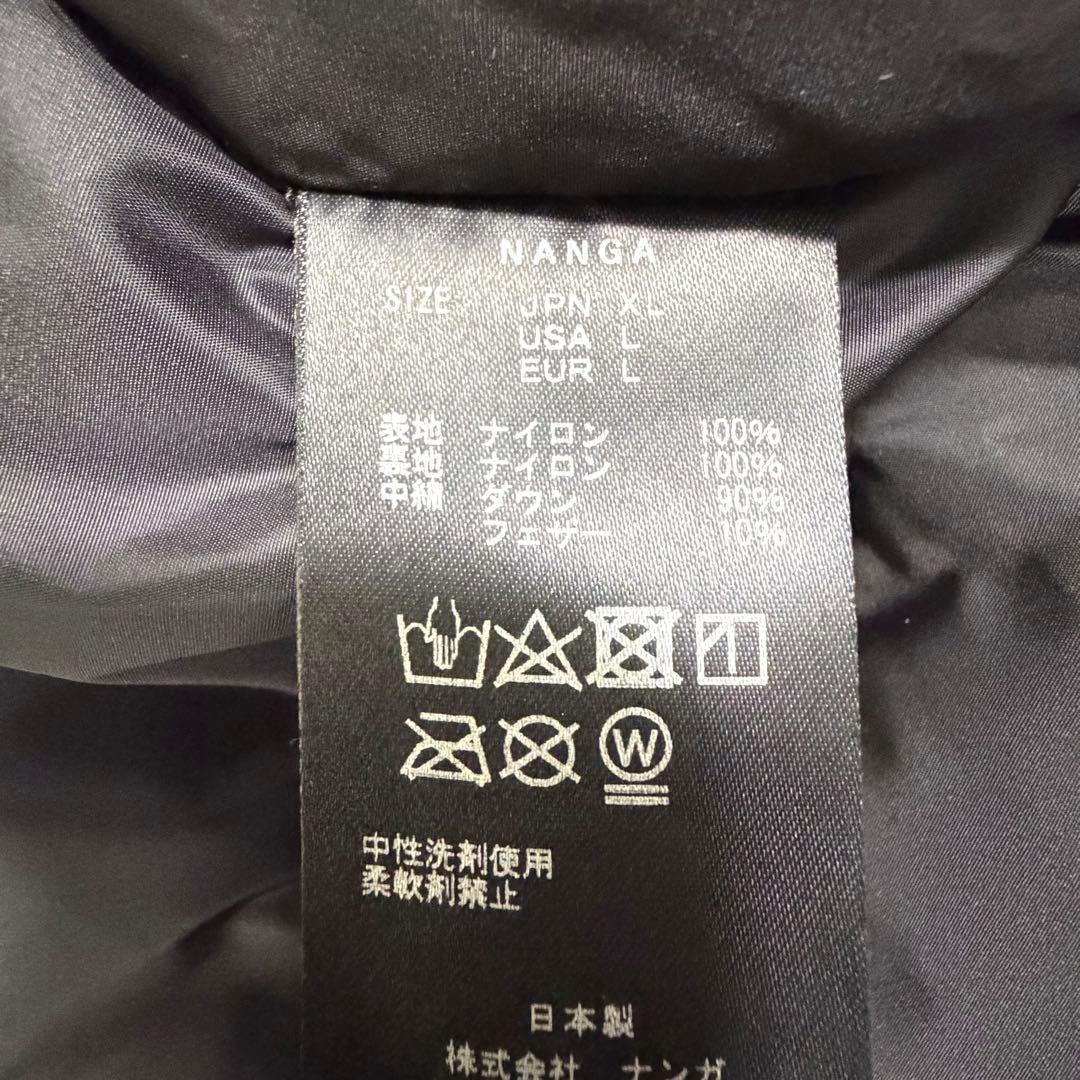 NANGA
SIZE JPN XL
USA L
EUR L
表地 ナイロン 100%
裏地 ナイロン 100%
中綿 ダウン 90%
フェザー 10%
W
中性洗剤使用
柔軟剤禁止
日本製
株式会社 ナンガ